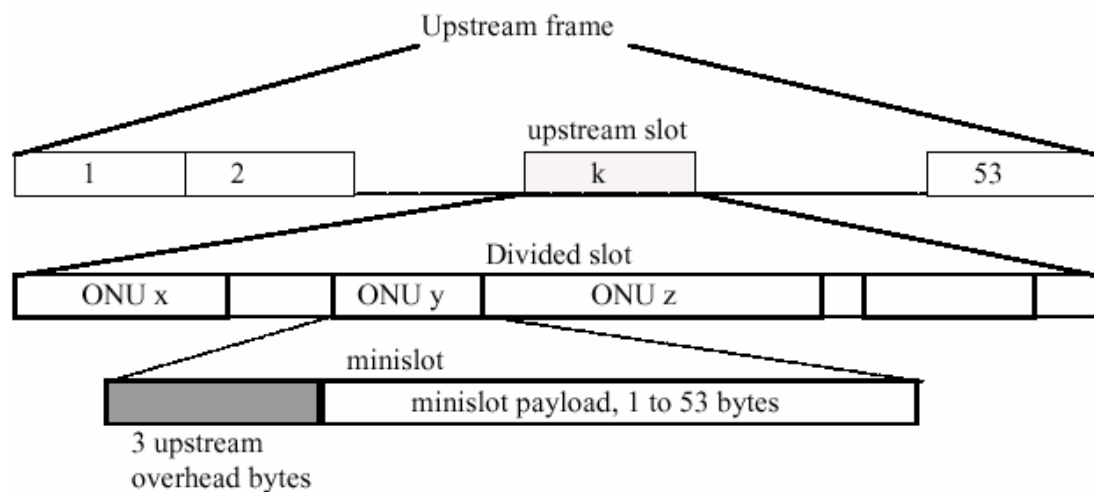 Upstream frame
upstream slot
1 2 k 53
Divided slot
ONU x ONU y ONU z
minislot
minislot payload, 1 to 53 bytes
3 upstream
overhead bytes